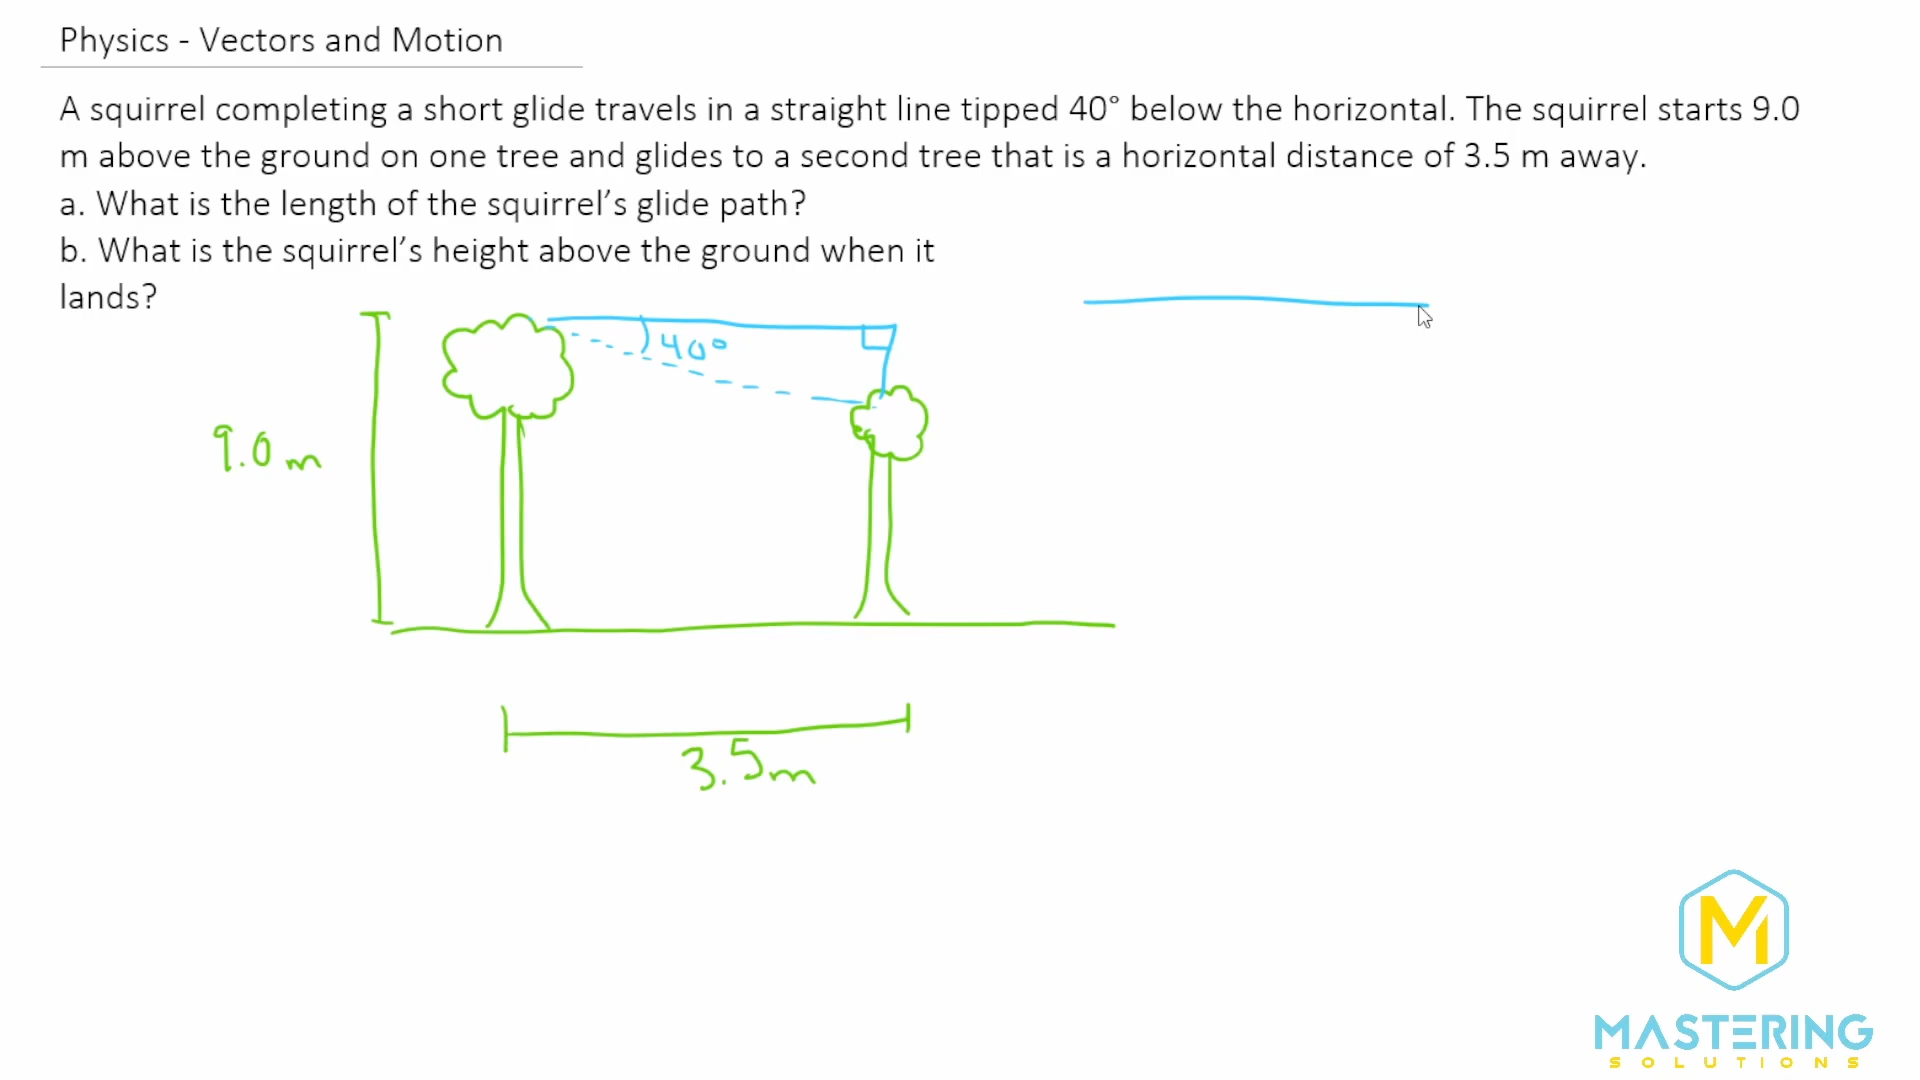 Physics - Vectors and Motion
A squirrel completing a short glide travels in a straight line tipped 40° below the horizontal. The squirrel starts 9.0
m above the ground on one tree and glides to a second tree that is a horizontal distance of 3.5 m away.
a. What is the length of the squirrel’s glide path?
b. What is the squirrel’s height above the ground when it
lands?
40°
9.0 m
3.5m
M
MASTERING
SOLUTIONS